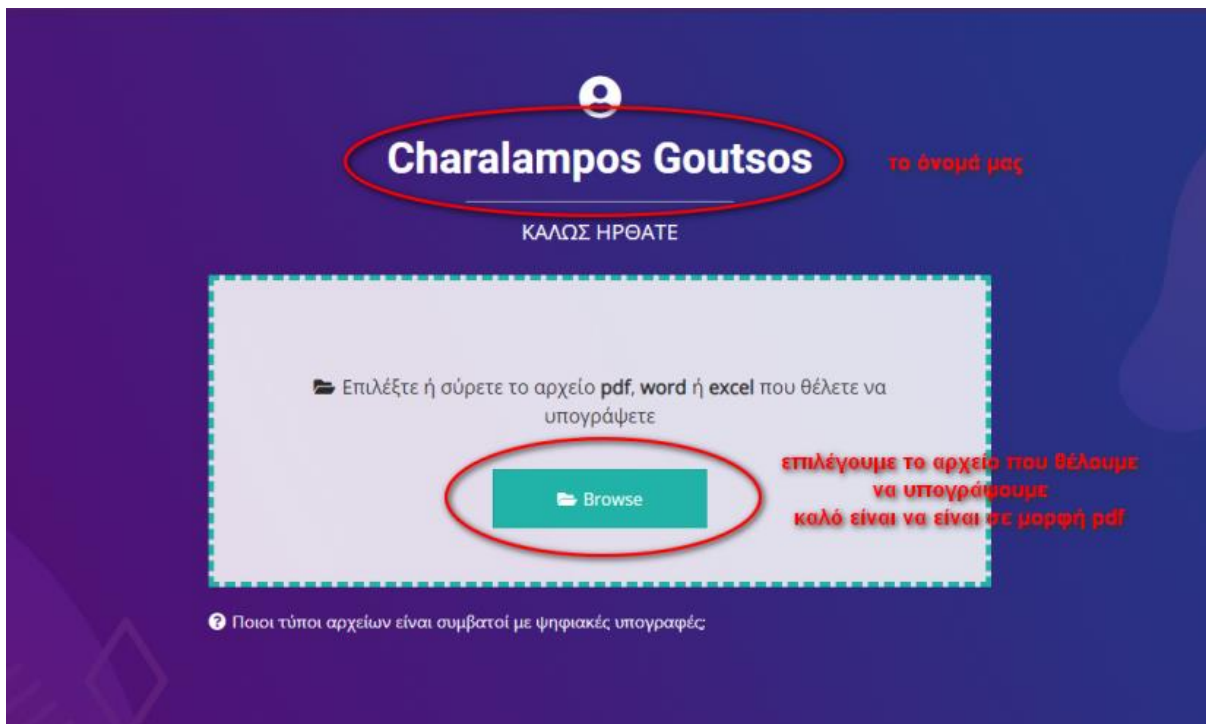 Charalampos Goutsos
το όνομά μας
ΚΑΛΩΣ ΗΡΘΑΤΕ
Επιλέξτε ή σύρετε το αρχείο pdf, word ή excel που θέλετε να
υπογράψετε
Browse
επιλέγουμε το αρχείο που θέλουμε
να υπογράψουμε
καλό είναι να είναι σε μορφή pdf
Ποιοι τύποι αρχείων είναι συμβατοί με ψηφιακές υπογραφές;